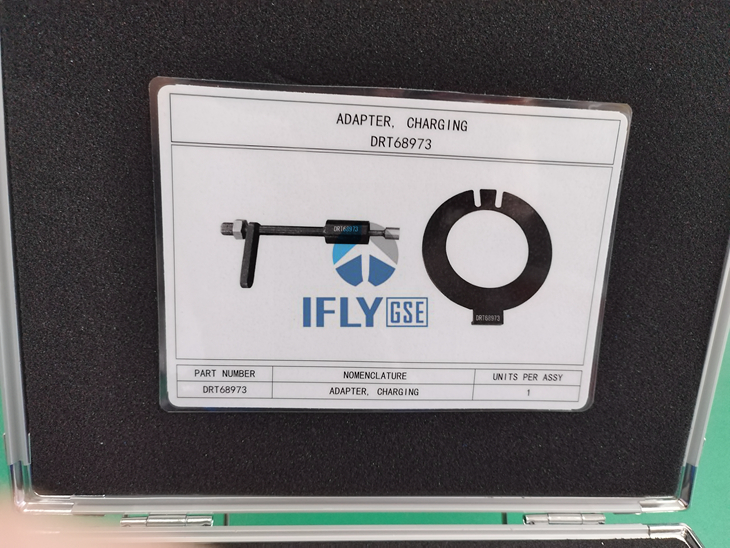 ADAPTER, CHARGING
DRT68973
DRT68973
DRT68973
IFLY GSE
PART NUMBER NOMENCLATURE UNITS PER ASSY
DRT68973 ADAPTER, CHARGING 1